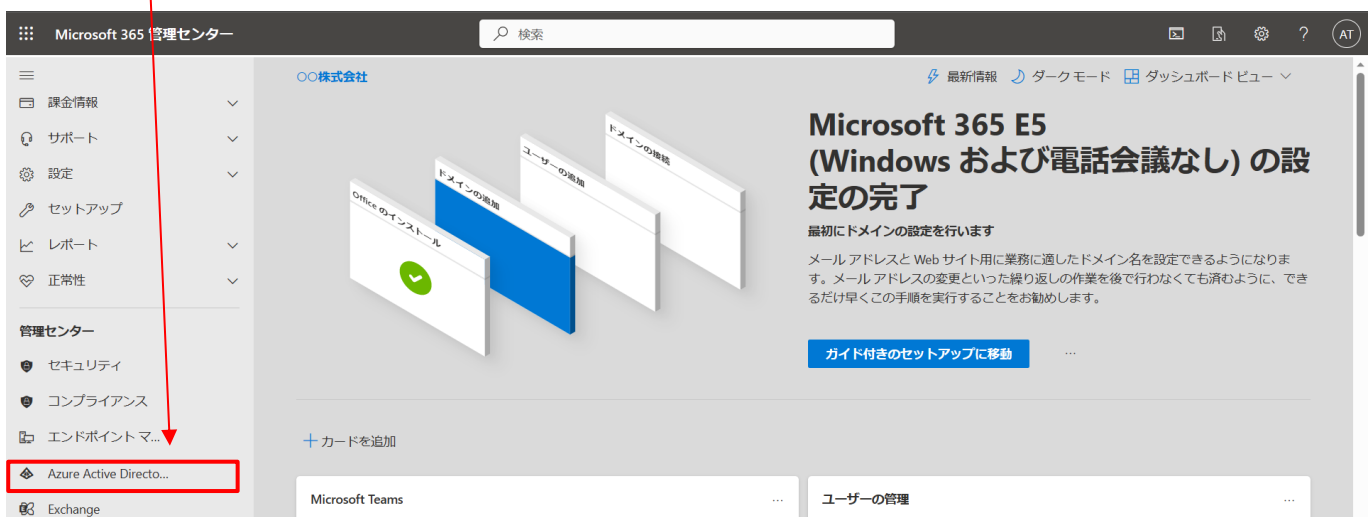 Microsoft 365 管理センター
検索
?
AT
課金情報
サポート
設定
セットアップ
レポート
正常性
管理センター
セキュリティ
コンプライアンス
エンドポイント マ...
Azure Active Directo...
Exchange
○○株式会社
最新情報
ダーク モード
ダッシュボード ビュー
Office のインストール
ドメインの追加
ユーザーの追加
ドメインの接続
Microsoft 365 E5
(Windows および電話会議なし) の設
定の完了
最初にドメインの設定を行います
メール アドレスと Web サイト用に業務に適したドメイン名を設定できるようになりま
す。メール アドレスの変更といった繰り返しの作業を後で行わなくても済むように、でき
るだけ早くこの手順を実行することをお勧めします。
ガイド付きのセットアップに移動
...
カードを追加
Microsoft Teams
...
ユーザーの管理
...